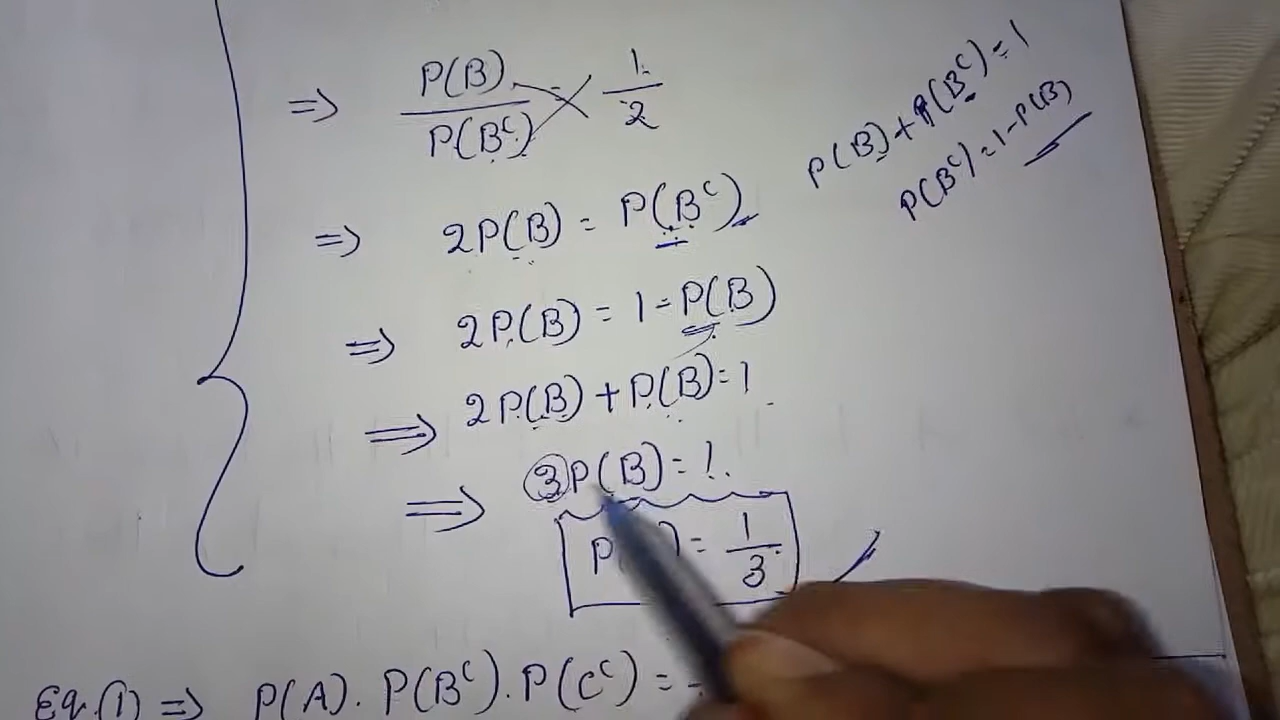 => P(B)/P(B^c) = 1/2
P(B)+P(B^c)=1
P(B^c)=1-P(B)
=> 2P(B) = P(B^c)
=> 2P(B) = 1-P(B)
=> 2P(B)+P(B)=1
=> 3P(B)=1.
P( ) = 1/3
Eq.(1) => P(A).P(B^c).P(C^c) =